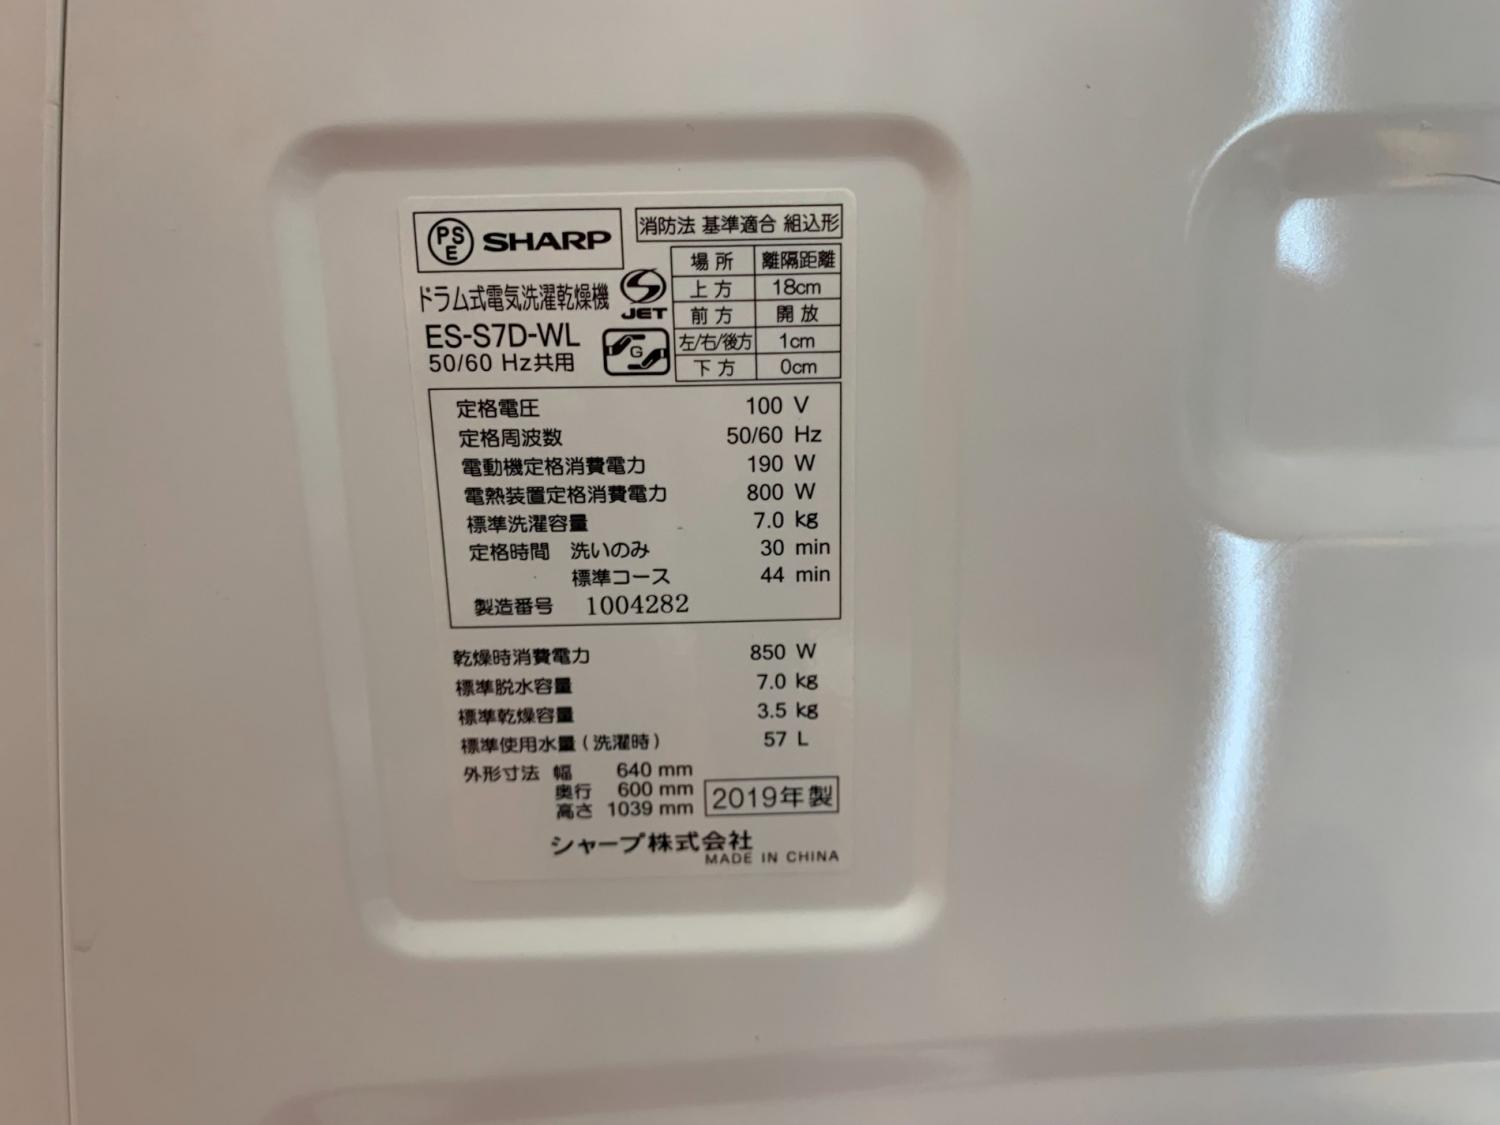 PSE SHARP
消防法 基準適合 組込形
場所 離隔距離
上方 18cm
前方 開放
左/右/後方 1cm
下方 0cm
ドラム式電気洗濯乾燥機
S JET
ES-S7D-WL
50/60 Hz共用
G
定格電圧 100 V
定格周波数 50/60 Hz
電動機定格消費電力 190 W
電熱装置定格消費電力 800 W
標準洗濯容量 7.0 kg
定格時間 洗いのみ 30 min
標準コース 44 min
製造番号 1004282
乾燥時消費電力 850 W
標準脱水容量 7.0 kg
標準乾燥容量 3.5 kg
標準使用水量(洗濯時) 57 L
外形寸法 幅 640 mm
奥行 600 mm
高さ 1039 mm
2019年製
シャープ株式会社
MADE IN CHINA